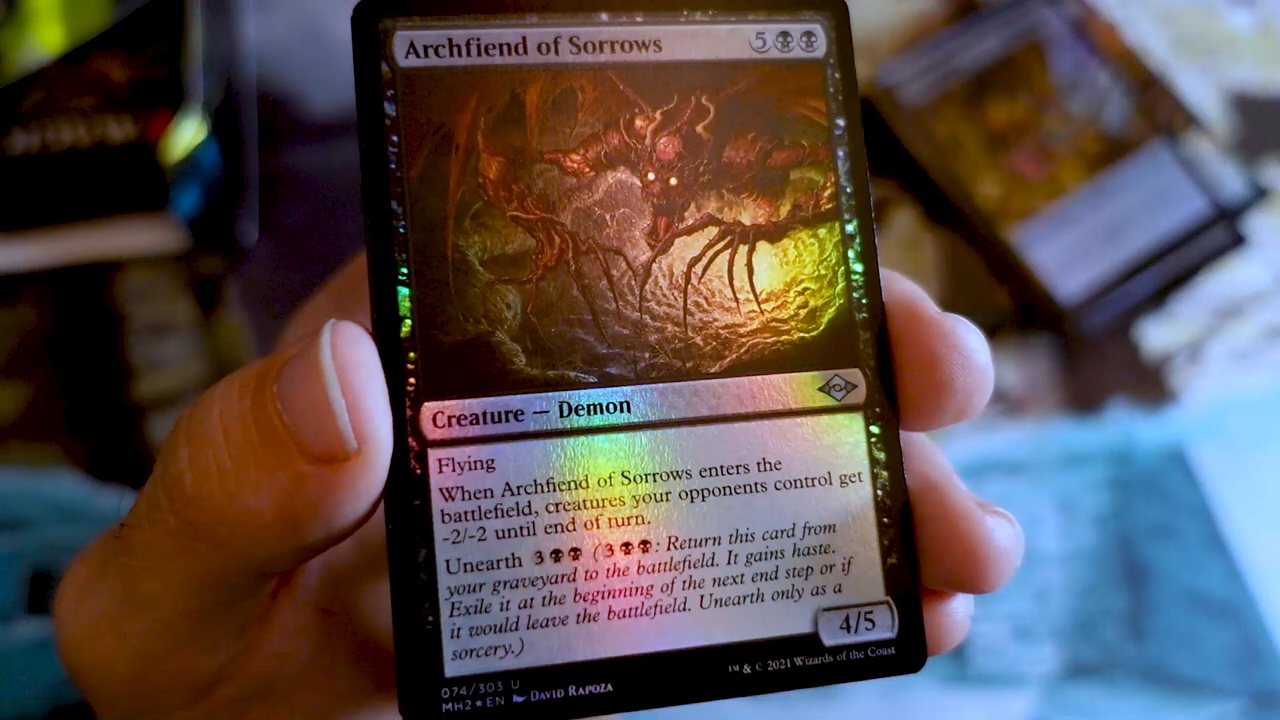 Archfiend of Sorrows 5
Creature — Demon
Flying
When Archfiend of Sorrows enters the
battlefield, creatures your opponents control get
-2/-2 until end of turn.
Unearth 3 (3 : Return this card from
your graveyard to the battlefield. It gains haste.
Exile it at the beginning of the next end step or if
it would leave the battlefield. Unearth only as a
sorcery.)
4/5
074/303 U
MH2★EN DAVID RAPOZA
™ & © 2021 Wizards of the Coast